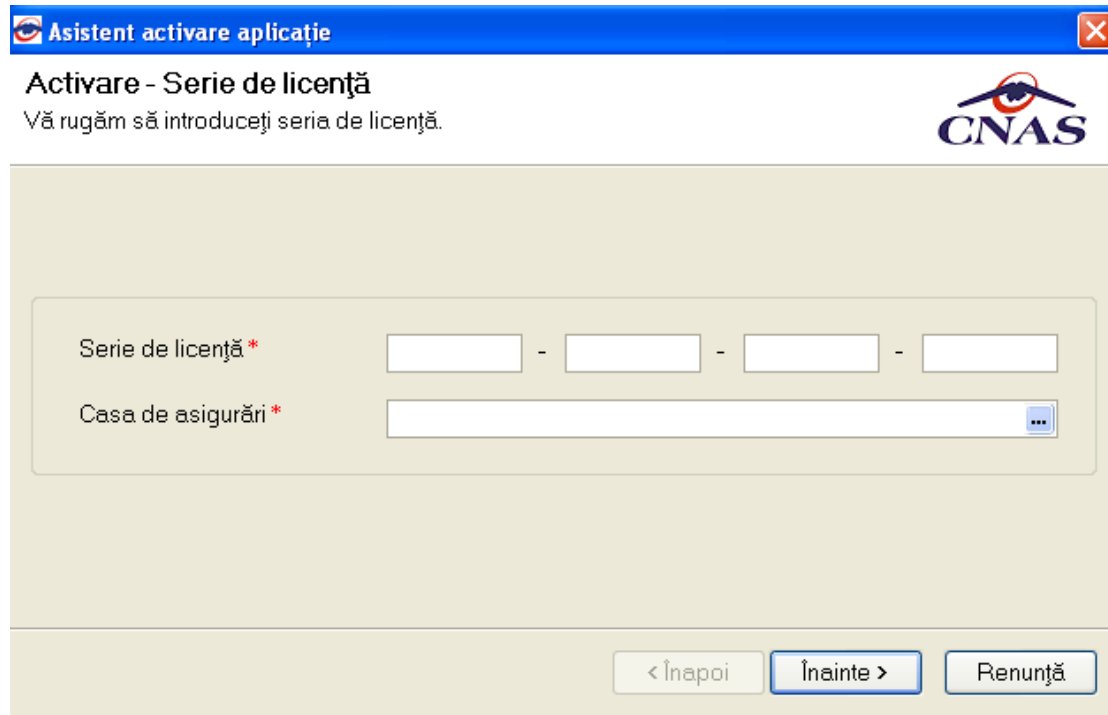 Asistent activare aplicație
Activare - Serie de licenţă
Vă rugăm să introduceţi seria de licenţă.
CNAS
Serie de licenţă * - - -
Casa de asigurări * ...
< Înapoi Înainte > Renunţă